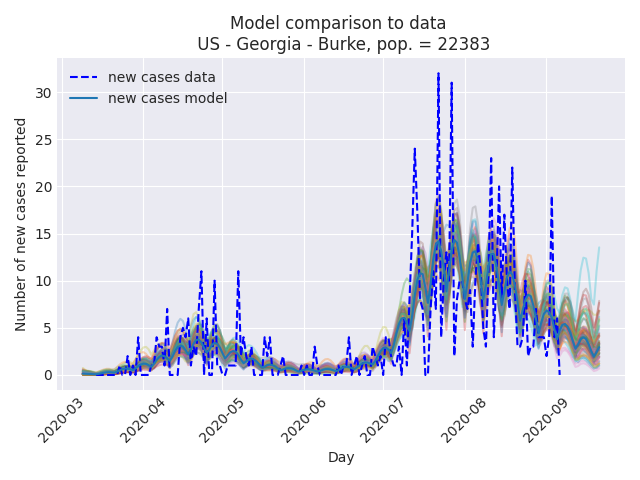 Model comparison to data
US - Georgia - Burke, pop. = 22383
new cases data
new cases model
Number of new cases reported
30
25
20
15
10
5
0
2020-03
2020-04
2020-05
2020-06
2020-07
2020-08
2020-09
Day